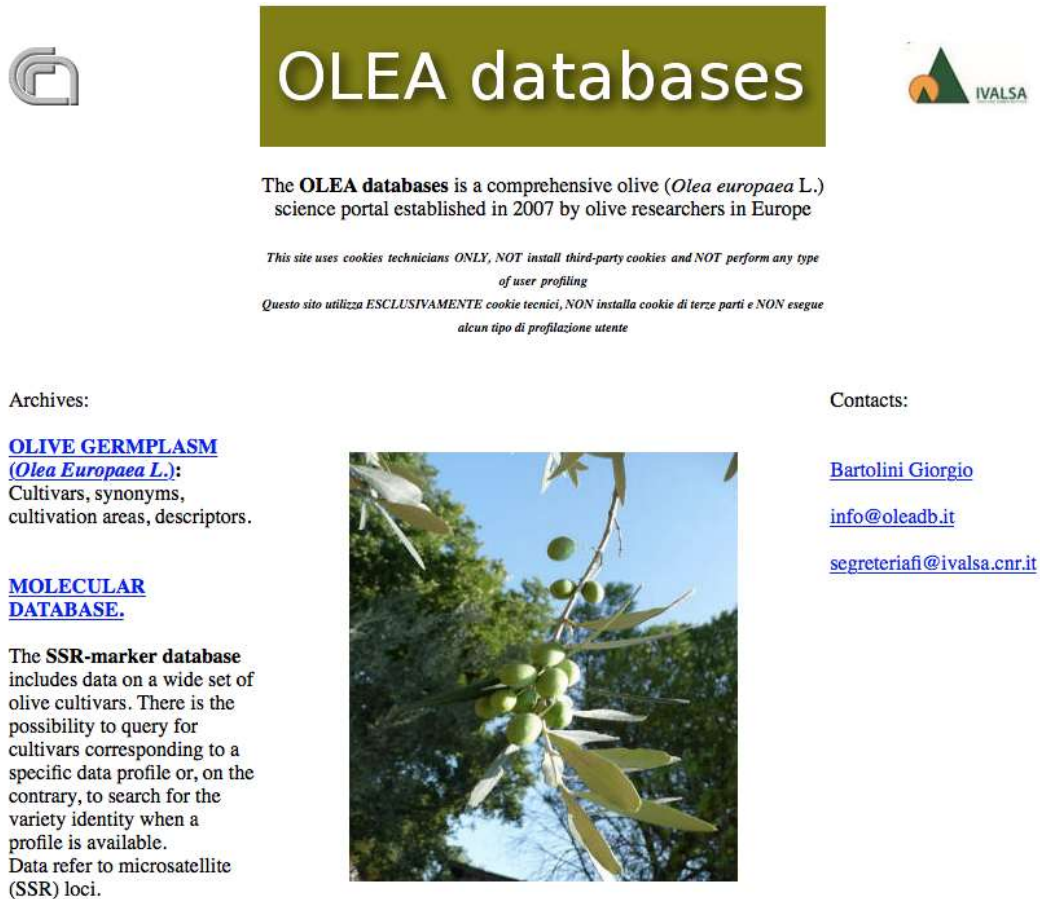 OLEA databases
IVALSA
The OLEA databases is a comprehensive olive (Olea europaea L.)
science portal established in 2007 by olive researchers in Europe
This site uses cookies technicians ONLY, NOT install third-party cookies and NOT perform any type
of user profiling
Questo sito utilizza ESCLUSIVAMENTE cookie tecnici, NON installa cookie di terze parti e NON esegue
alcun tipo di profilazione utente
Archives:
OLIVE GERMPLASM
(Olea Europaea L.):
Cultivars, synonyms,
cultivation areas, descriptors.
MOLECULAR
DATABASE.
The SSR-marker database
includes data on a wide set of
olive cultivars. There is the
possibility to query for
cultivars corresponding to a
specific data profile or, on the
contrary, to search for the
variety identity when a
profile is available.
Data refer to microsatellite
(SSR) loci.
Contacts:
Bartolini Giorgio
info@oleadb.it
segreteriafi@ivalsa.cnr.it